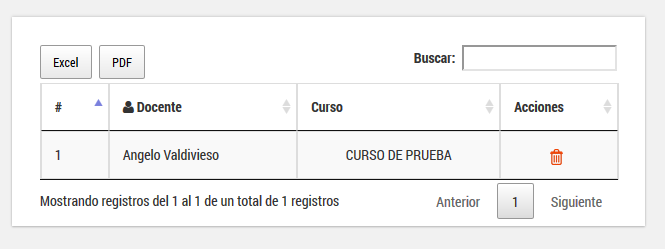 Excel PDF Buscar:
# Docente Curso Acciones
1 Angelo Valdivieso CURSO DE PRUEBA
Mostrando registros del 1 al 1 de un total de 1 registros Anterior 1 Siguiente